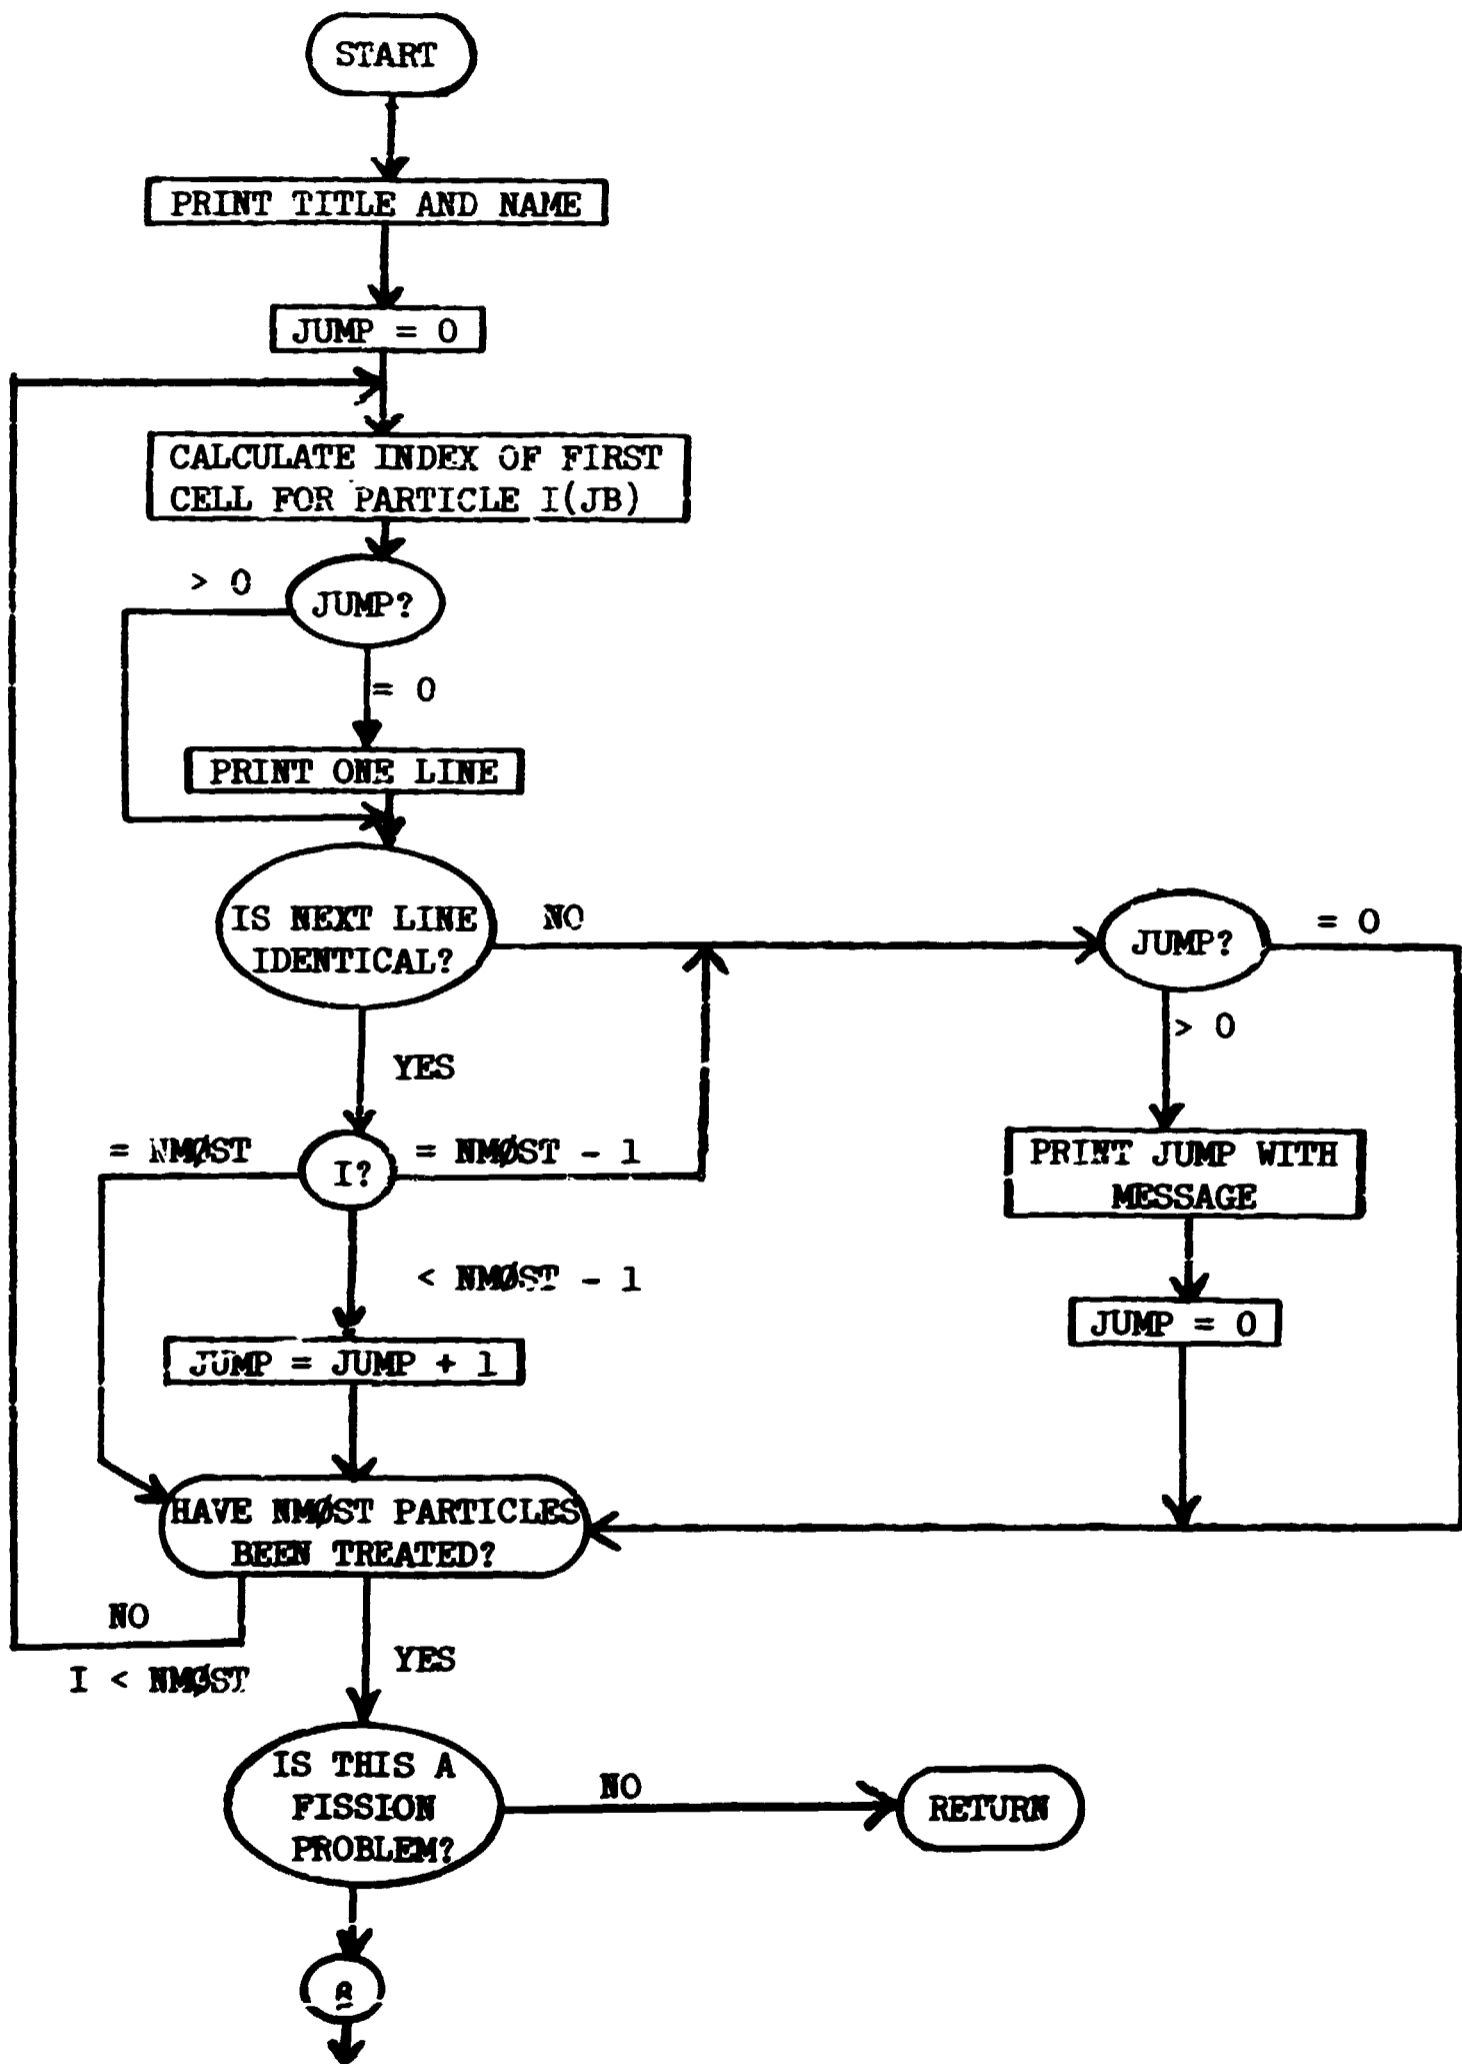 START
PRINT TITLE AND NAME
JUMP = 0
CALCULATE INDEX OF FIRST
CELL FOR PARTICLE I(JB)
> 0
JUMP?
= 0
PRINT ONE LINE
IS NEXT LINE
IDENTICAL?
NO
JUMP?
= 0
> 0
YES
= NMØST
I?
= NMØST - 1
PRINT JUMP WITH
MESSAGE
< NMØST - 1
JUMP = 0
JUMP = JUMP + 1
HAVE NMØST PARTICLES
BEEN TREATED?
NO
I < NMØST
YES
IS THIS A
FISSION
PROBLEM?
NO
RETURN